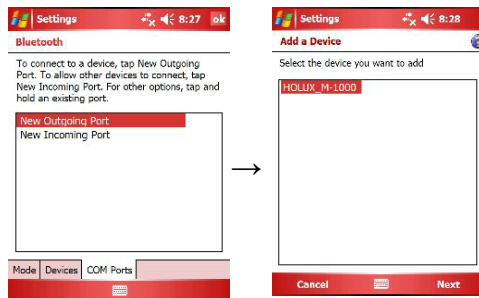 Settings 8:27 ok
Bluetooth
To connect to a device, tap New Outgoing
Port. To allow other devices to connect, tap
New Incoming Port. For other options, tap and
hold an existing port.
New Outgoing Port
New Incoming Port
Mode Devices COM Ports
→
Settings 8:28
Add a Device
Select the device you want to add
HOLUX_M-1000
Cancel Next